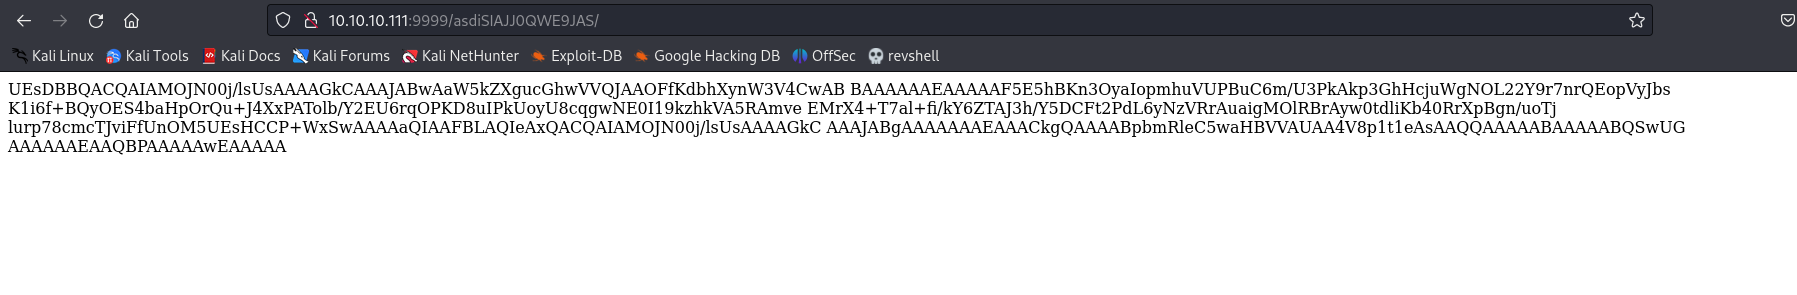 10.10.10.111:9999/asdiSIAJJ0QWE9JAS/
Kali Linux Kali Tools Kali Docs Kali Forums Kali NetHunter Exploit-DB Google Hacking DB OffSec revshell
UEsDBBQACQAIAMOJN00j/lsUsAAAAGkCAAAJABwAaW5kZXgucGhwVVQJAAOFfKdbhXynW3V4CwAB BAAAAAAEAAAAAF5E5hBKn3OyaIopmhuVUPBuC6m/U3PkAkp3GhHcjuWgNOL22Y9r7nrQEopVyJbs
K1i6f+BQyOES4baHpOrQu+J4XxPATolb/Y2EU6rqOPKD8uIPkUoyU8cqgwNE0I19kzhkVA5RAmve EMrX4+T7al+fi/kY6ZTAJ3h/Y5DCFt2PdL6yNzVRrAuaigMOlRBrAyw0tdliKb40RrXpBgn/uoTj
lurp78cmcTJviFfUnOM5UEsHCCP+WxSwAAAAaQIAAFBLAQIeAxQACQAIAMOJN00j/lsUsAAAAGkC AAAJABgAAAAAAAEAAACkgQAAAABpbmRleC5waHBVVAUAA4V8p1t1eAsAAQQAAAAABAAAAABQSwUG
AAAAAAEAAQBPAAAAAwEAAAAA